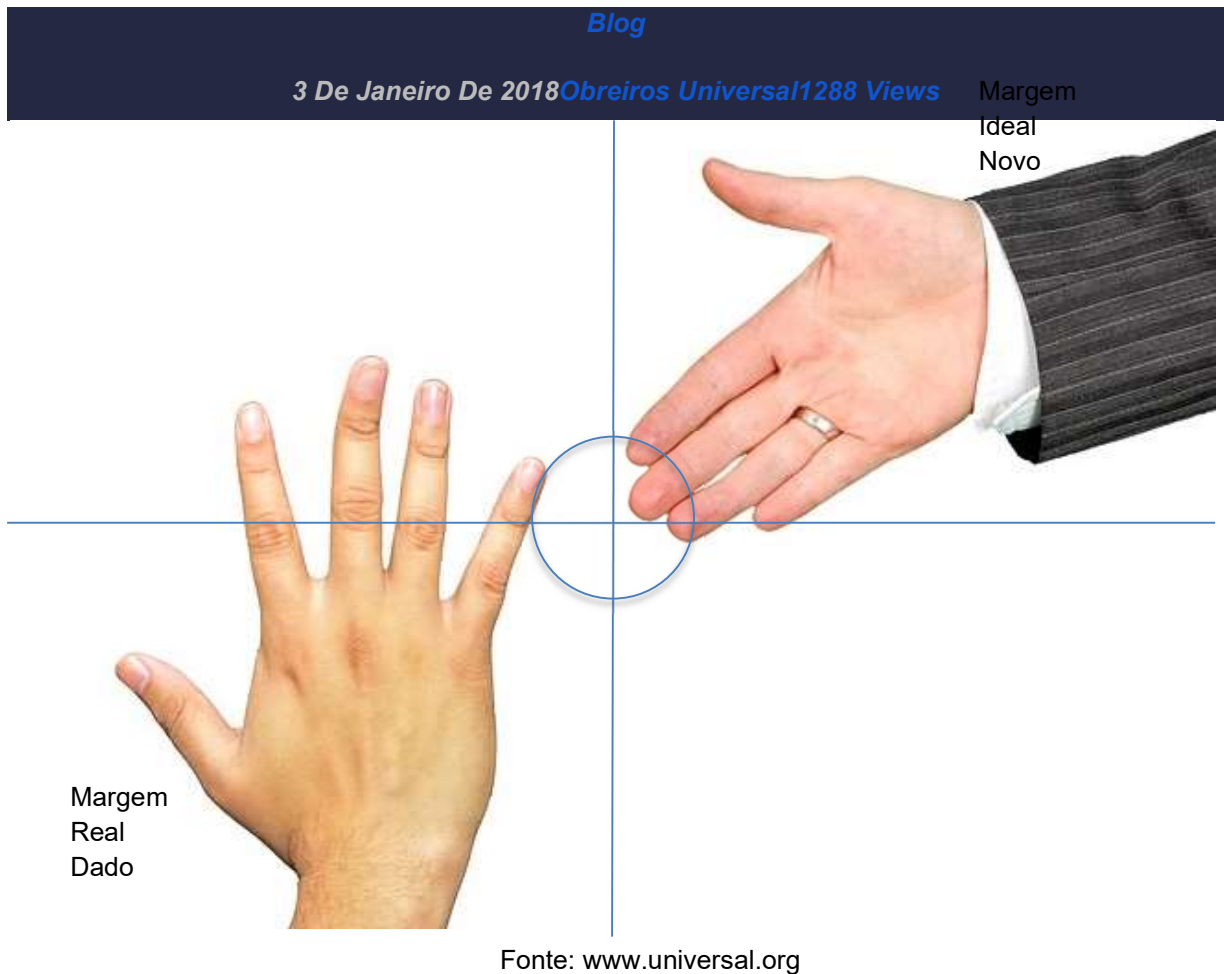 Blog
3 De Janeiro De 2018Obreiros Universal1288 Views
Margem
Ideal
Novo
Margem
Real
Dado
Fonte: www.universal.org